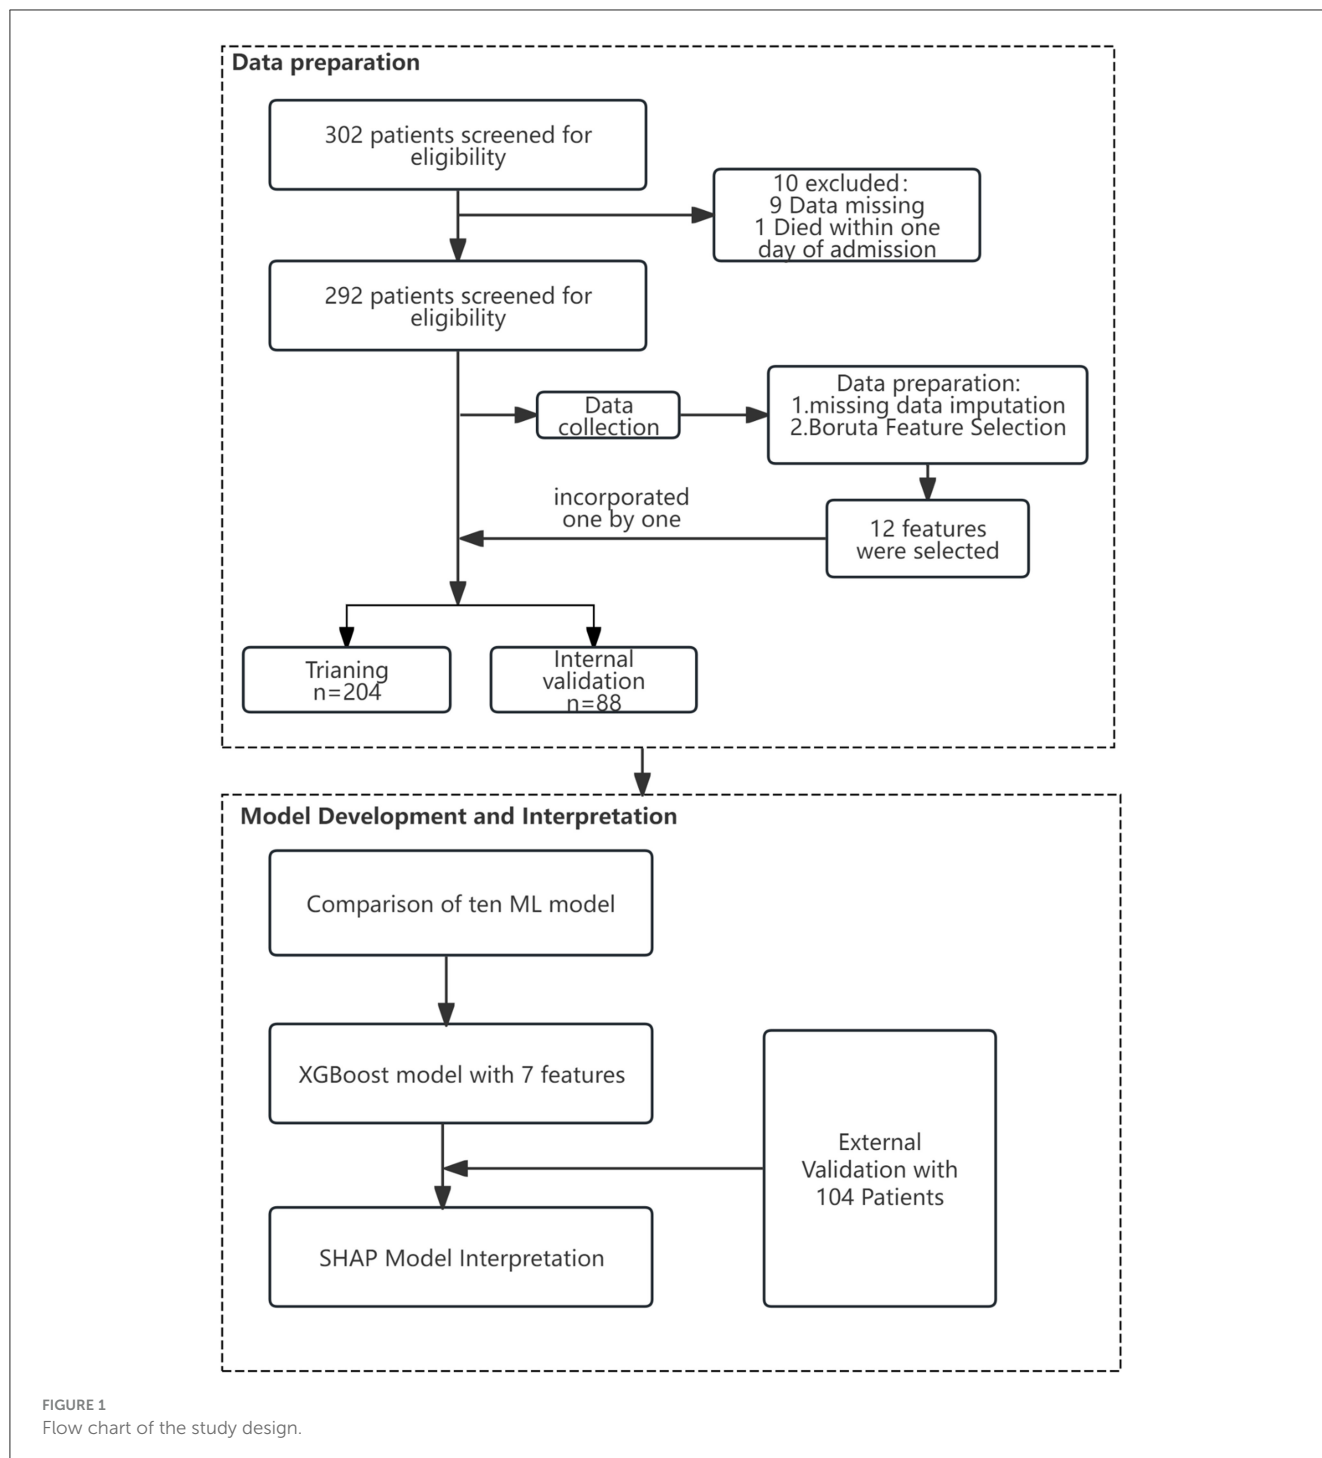 Data preparation
302 patients screened for
eligibility
10 excluded:
9 Data missing
1 Died within one
day of admission
292 patients screened for
eligibility
Data
collection
Data preparation:
1.missing data imputation
2.Boruta Feature Selection
incorporated
one by one
12 features
were selected
Trianing
n=204
Internal
validation
n=88
Model Development and Interpretation
Comparison of ten ML model
XGBoost model with 7 features
External
Validation with
104 Patients
SHAP Model Interpretation
FIGURE 1
Flow chart of the study design.